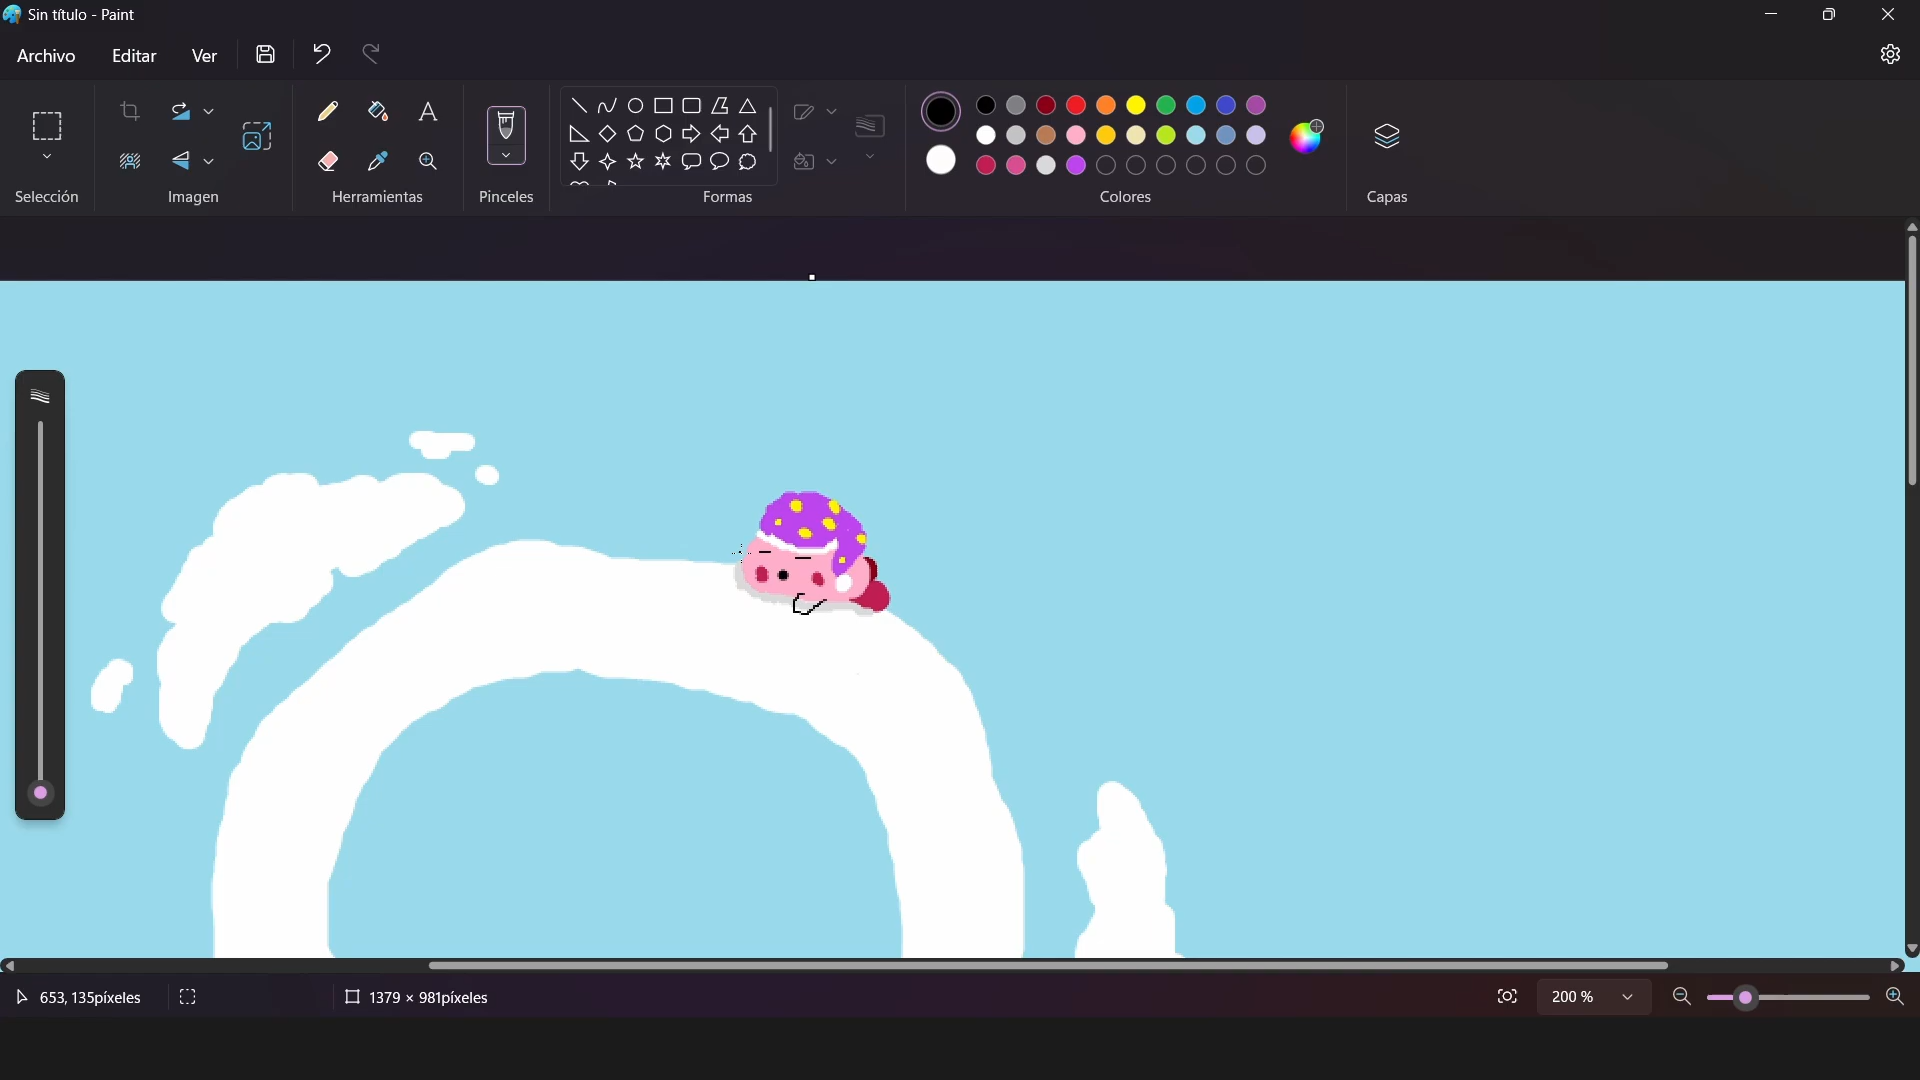 Sin título - Paint
Archivo Editar Ver
Selección Imagen Herramientas Pinceles Formas Colores Capas
653, 135píxeles 1379 × 981píxeles 200 %